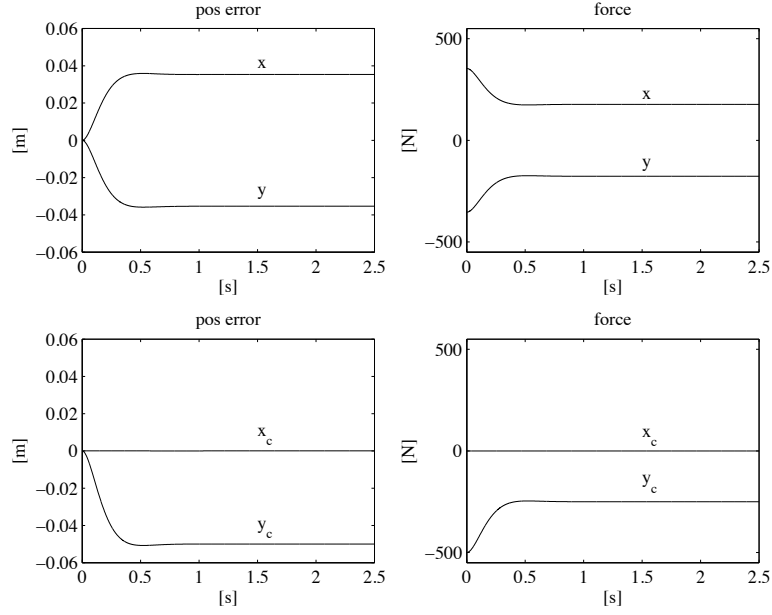 pos error
0.06
0.04
0.02
0
−0.02
−0.04
−0.06
[m]
x
y
0 0.5 1 1.5 2 2.5
[s]
force
500
0
−500
[N]
x
y
0 0.5 1 1.5 2 2.5
[s]
pos error
0.06
0.04
0.02
0
−0.02
−0.04
−0.06
[m]
x_c
y_c
0 0.5 1 1.5 2 2.5
[s]
force
500
0
−500
[N]
x_c
y_c
0 0.5 1 1.5 2 2.5
[s]